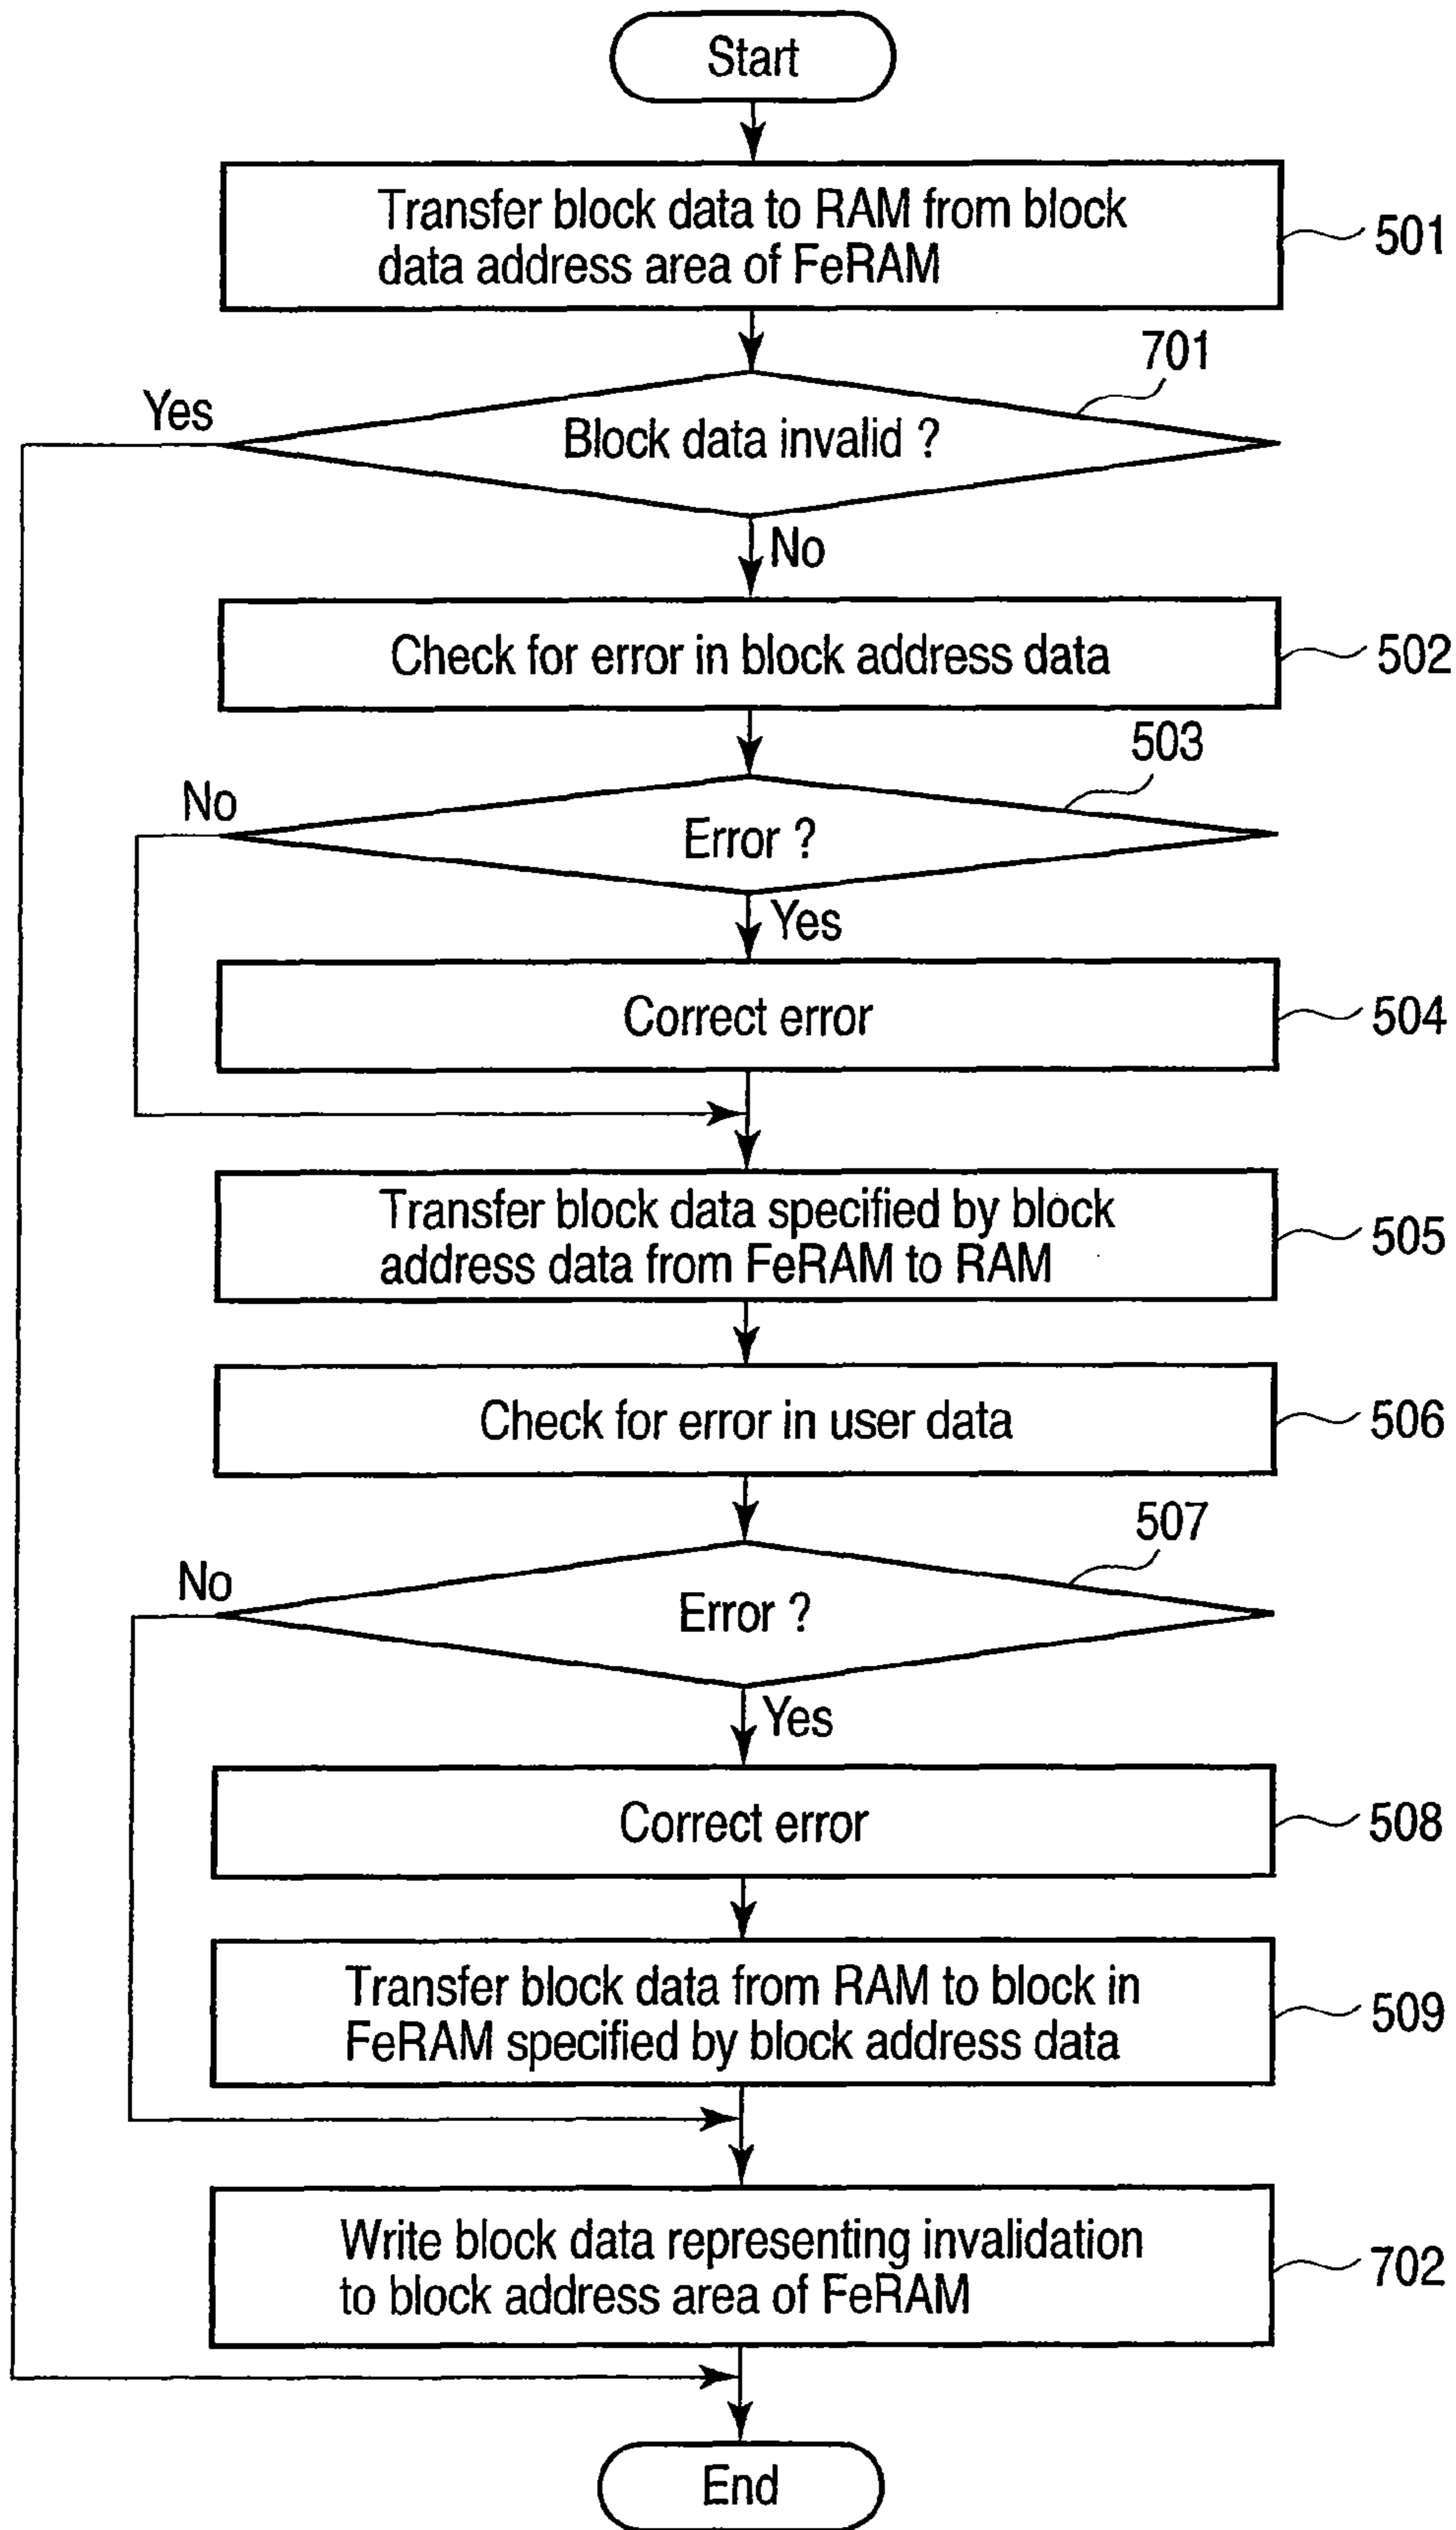 Start
Transfer block data to RAM from block
data address area of FeRAM
501
701
Yes
Block data invalid ?
No
Check for error in block address data
502
503
No
Error ?
Yes
Correct error
504
Transfer block data specified by block
address data from FeRAM to RAM
505
Check for error in user data
506
507
No
Error ?
Yes
Correct error
508
Transfer block data from RAM to block in
FeRAM specified by block address data
509
Write block data representing invalidation
to block address area of FeRAM
702
End